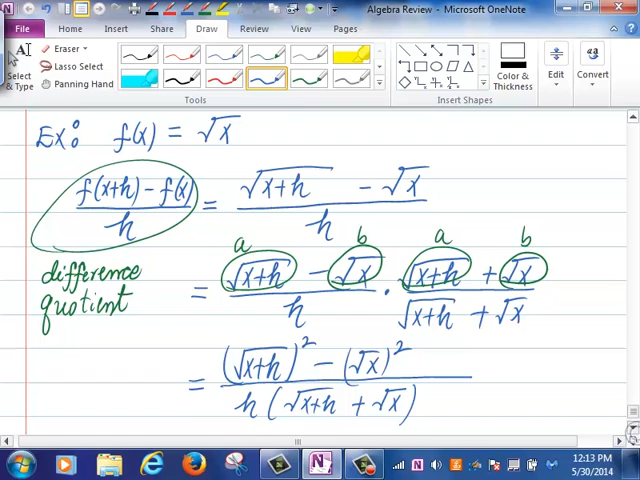 Algebra Review - Microsoft OneNote
File Home Insert Share Draw Review View Pages
Select & Type
Eraser
Lasso Select
Panning Hand
Color & Thickness
Edit
Convert
Tools
Insert Shapes
Ex: f(x) = √x
f(x+h) - f(x) / h = √x+h - √x / h
a b a b
difference quotient
= √x+h - √x / h · √x+h + √x / √x+h + √x
= (√x+h)² - (√x)² / h(√x+h + √x)
12:13 PM
5/30/2014